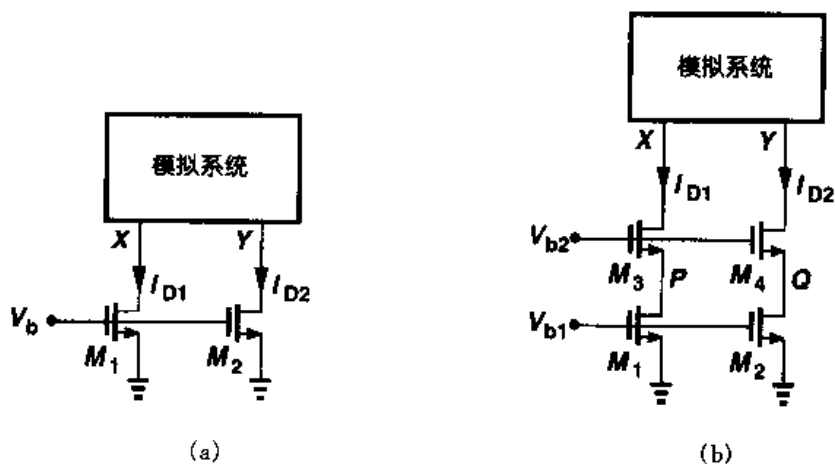 模拟系统
X Y
I_D1 I_D2
V_b
M_1 M_2
(a)
模拟系统
X Y
I_D1 I_D2
V_b2
M_3 P M_4 Q
V_b1
M_1 M_2
(b)